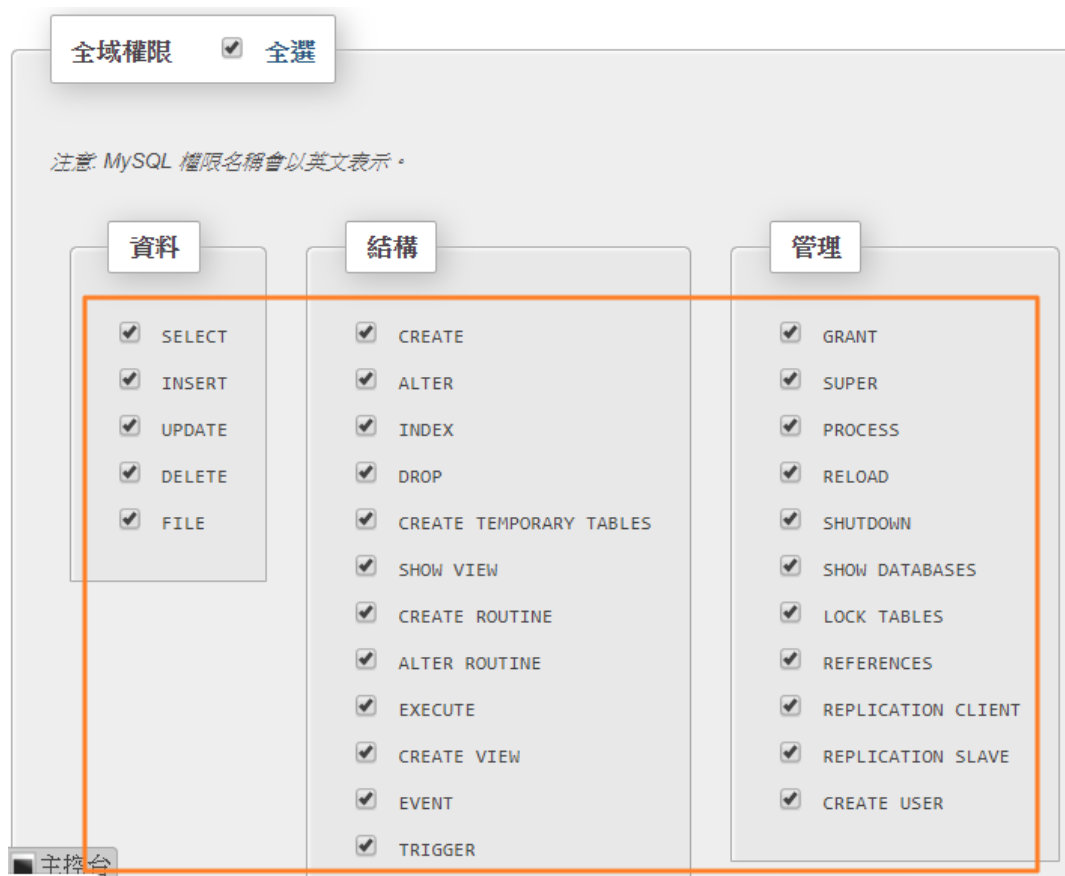 全域權限 全選
注意: MySQL 權限名稱會以英文表示。
資料
SELECT
INSERT
UPDATE
DELETE
FILE
結構
CREATE
ALTER
INDEX
DROP
CREATE TEMPORARY TABLES
SHOW VIEW
CREATE ROUTINE
ALTER ROUTINE
EXECUTE
CREATE VIEW
EVENT
TRIGGER
管理
GRANT
SUPER
PROCESS
RELOAD
SHUTDOWN
SHOW DATABASES
LOCK TABLES
REFERENCES
REPLICATION CLIENT
REPLICATION SLAVE
CREATE USER
主控台